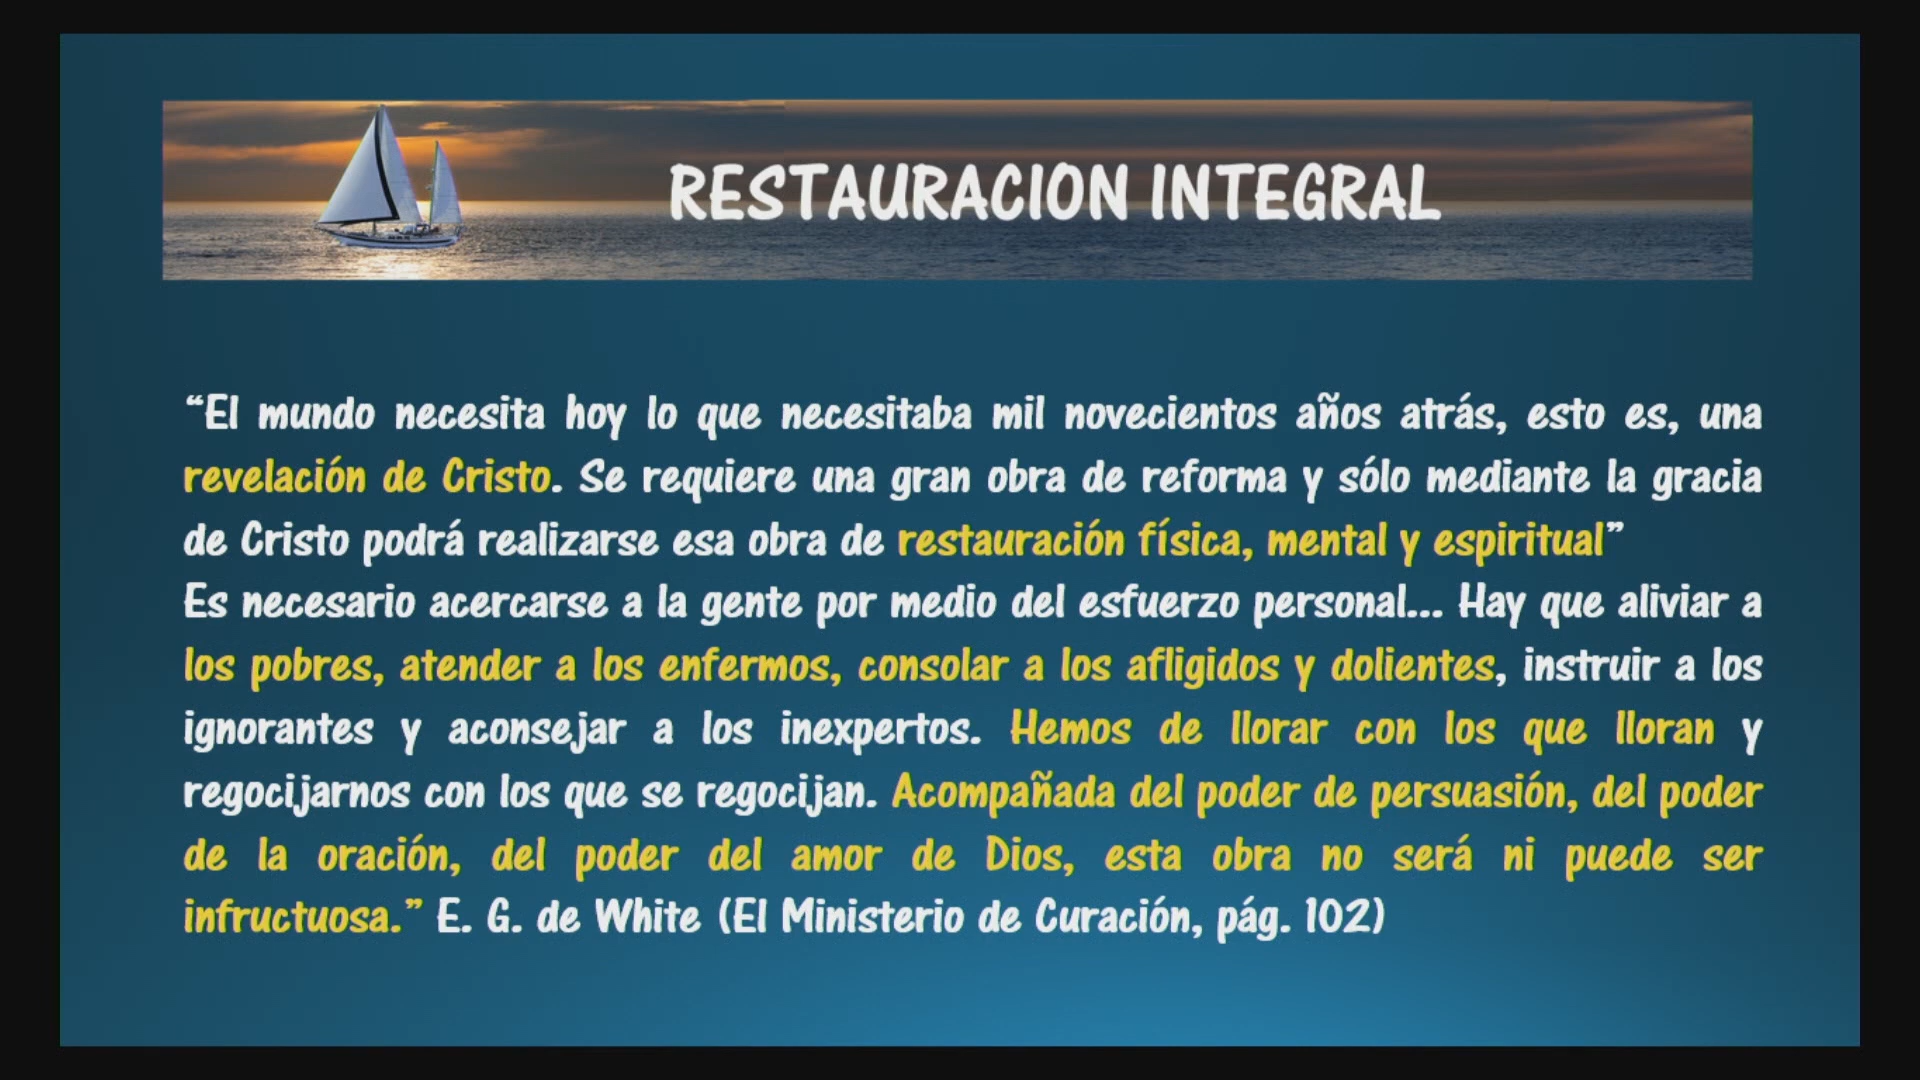 RESTAURACION INTEGRAL
“El mundo necesita hoy lo que necesitaba mil novecientos años atrás, esto es, una
revelación de Cristo. Se requiere una gran obra de reforma y sólo mediante la gracia
de Cristo podrá realizarse esa obra de restauración física, mental y espiritual”
Es necesario acercarse a la gente por medio del esfuerzo personal... Hay que aliviar a
los pobres, atender a los enfermos, consolar a los afligidos y dolientes, instruir a los
ignorantes y aconsejar a los inexpertos. Hemos de llorar con los que lloran y
regocijarnos con los que se regocijan. Acompañada del poder de persuasión, del poder
de la oración, del poder del amor de Dios, esta obra no será ni puede ser
infructuosa.” E. G. de White (El Ministerio de Curación, pág. 102)